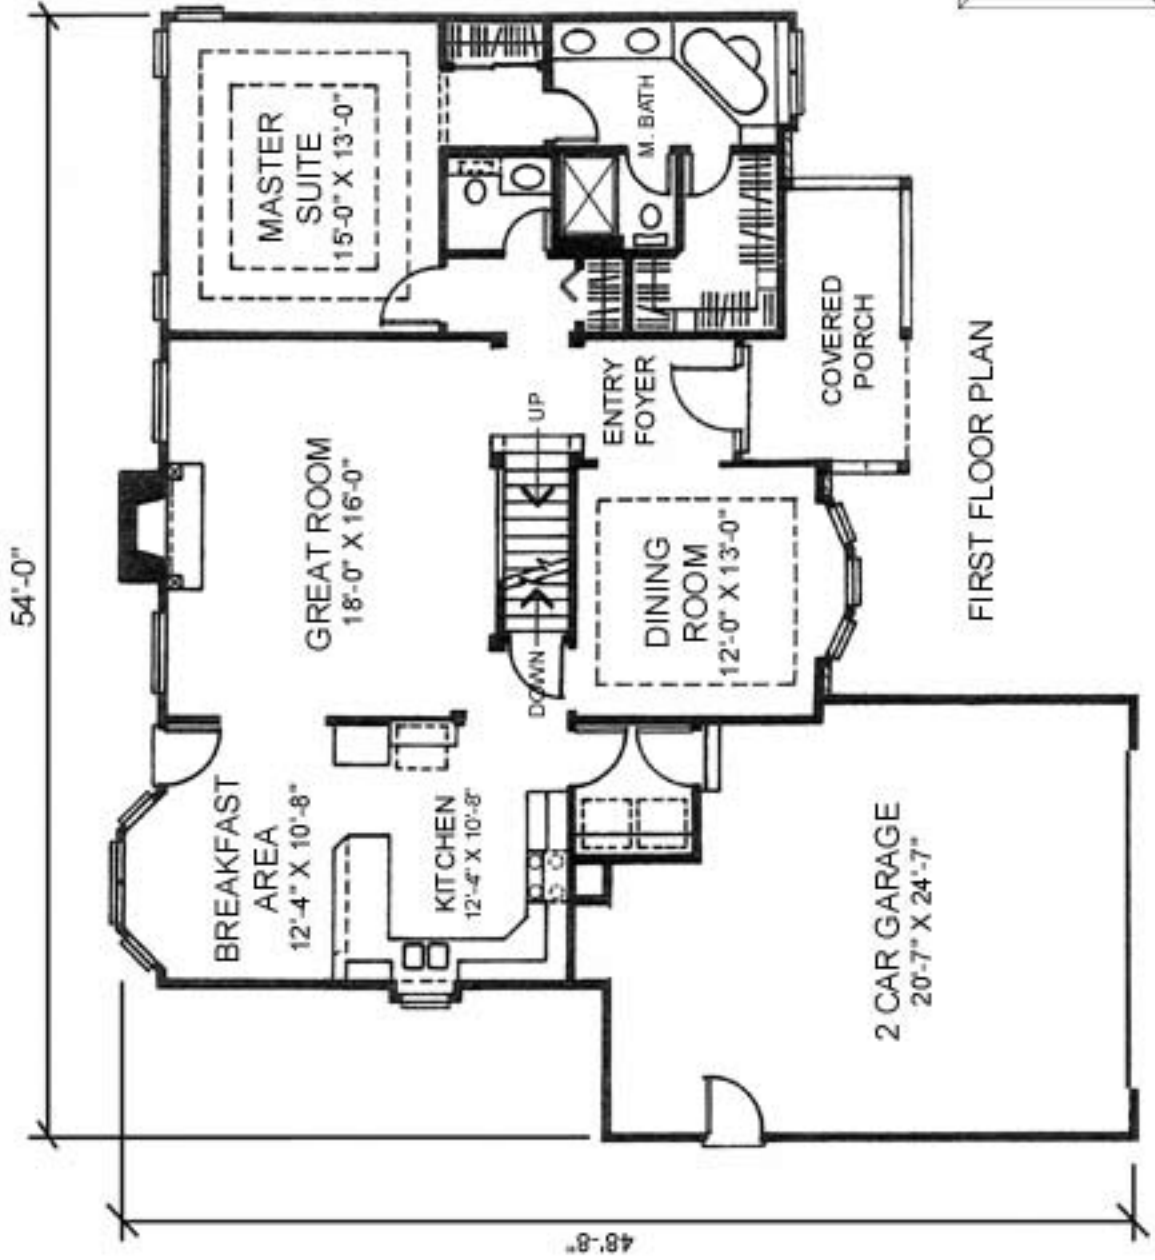 54'-0"
48'-8"
BREAKFAST
AREA
12'-4" X 10'-8"
GREAT ROOM
18'-0" X 16'-0"
MASTER
SUITE
15'-0" X 13'-0"
KITCHEN
12'-4" X 10'-8"
DOWN
UP
M. BATH
DINING
ROOM
12'-0" X 13'-0"
ENTRY
FOYER
COVERED
PORCH
2 CAR GARAGE
20'-7" X 24'-7"
FIRST FLOOR PLAN